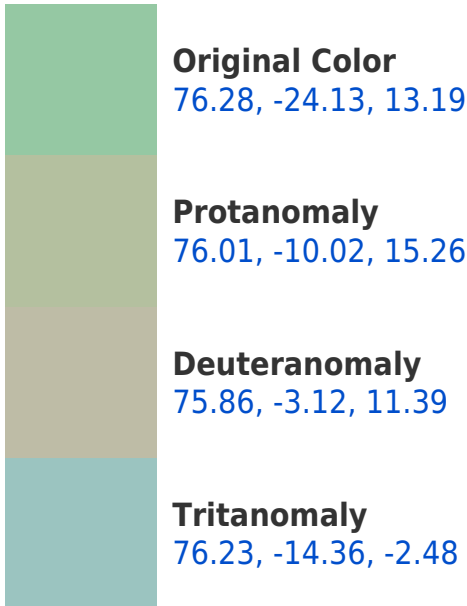 Original Color
76.28, -24.13, 13.19
Protanomaly
76.01, -10.02, 15.26
Deuteranomaly
75.86, -3.12, 11.39
Tritanomaly
76.23, -14.36, -2.48